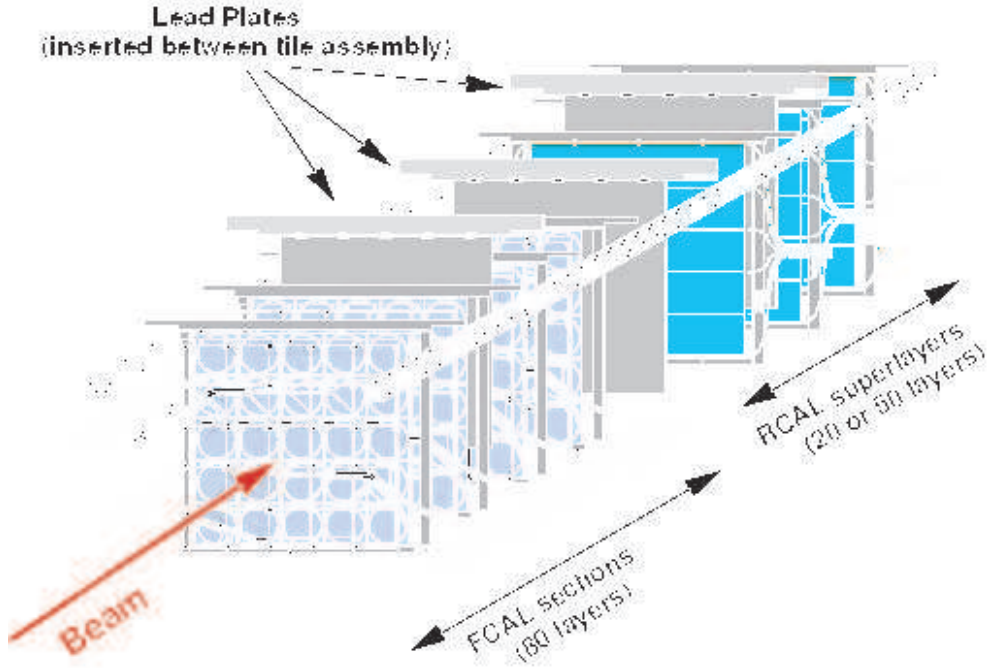 Lead Plates
(inserted between tile assembly)
RCAL superlayers
(20 or 50 layers)
FCAL sections
(80 layers)
Beam